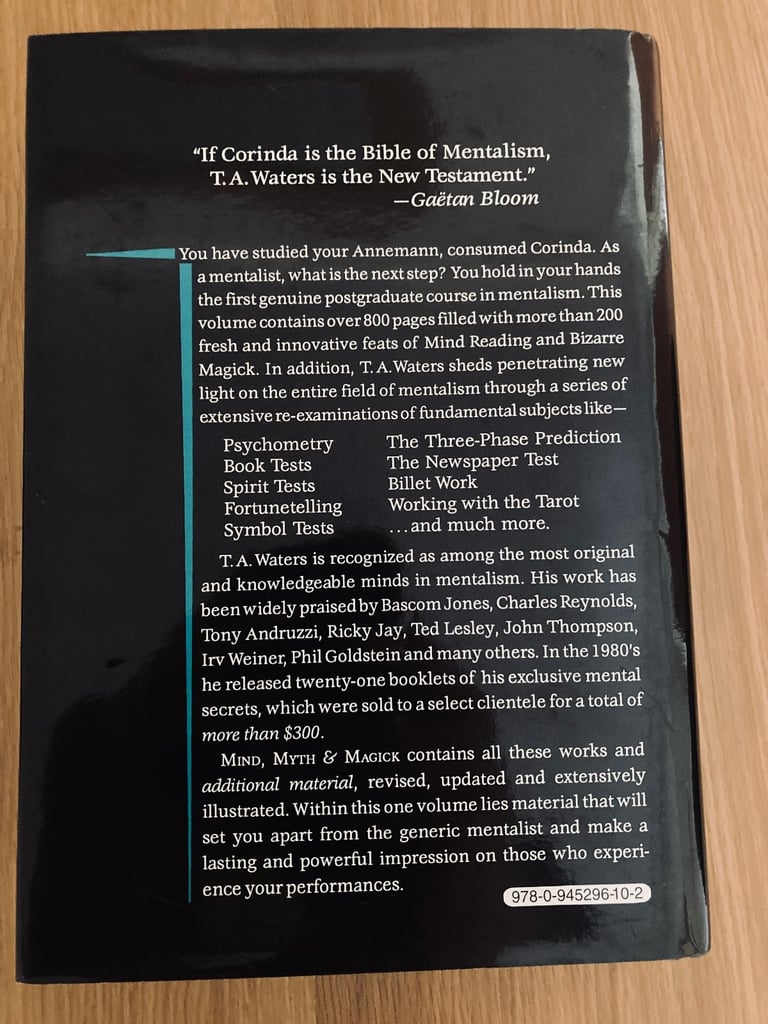 “If Corinda is the Bible of Mentalism,
T. A. Waters is the New Testament.”
—Gaëtan Bloom
You have studied your Annemann, consumed Corinda. As
a mentalist, what is the next step? You hold in your hands
the first genuine postgraduate course in mentalism. This
volume contains over 800 pages filled with more than 200
fresh and innovative feats of Mind Reading and Bizarre
Magick. In addition, T. A. Waters sheds penetrating new
light on the entire field of mentalism through a series of
extensive re-examinations of fundamental subjects like—
Psychometry
Book Tests
Spirit Tests
Fortunetelling
Symbol Tests
The Three-Phase Prediction
The Newspaper Test
Billet Work
Working with the Tarot
...and much more.
T. A. Waters is recognized as among the most original
and knowledgeable minds in mentalism. His work has
been widely praised by Bascom Jones, Charles Reynolds,
Tony Andruzzi, Ricky Jay, Ted Lesley, John Thompson,
Irv Weiner, Phil Goldstein and many others. In the 1980’s
he released twenty-one booklets of his exclusive mental
secrets, which were sold to a select clientele for a total of
more than $300.
MIND, MYTH & MAGICK contains all these works and
additional material, revised, updated and extensively
illustrated. Within this one volume lies material that will
set you apart from the generic mentalist and make a
lasting and powerful impression on those who experi-
ence your performances.
978-0-945296-10-2